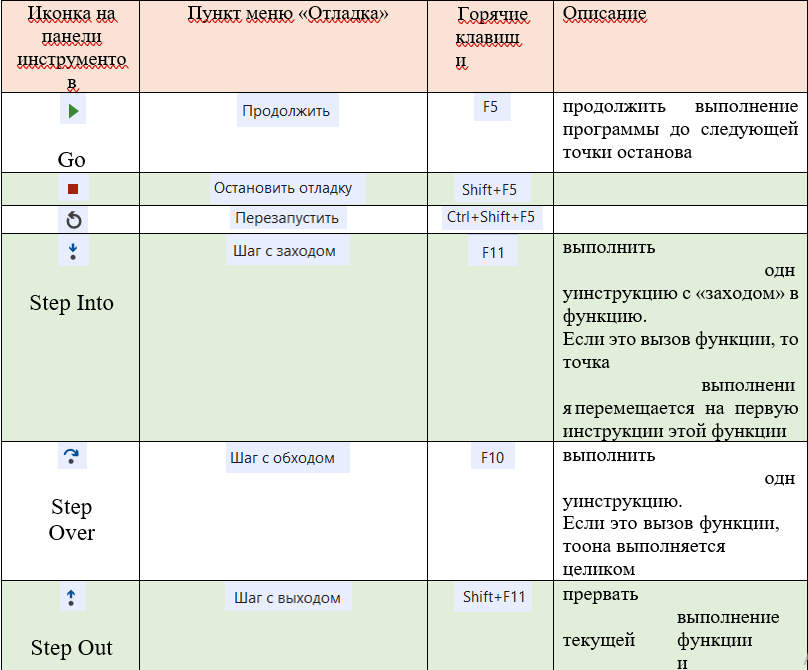 Иконка на панели инструментов
Пункт меню «Отладка»
Горячие клавиши
Описание
Go
Продолжить
F5
продолжить выполнение
программы до следующей
точки останова
Остановить отладку
Shift+F5
Перезапустить
Ctrl+Shift+F5
Step Into
Шаг с заходом
F11
выполнить
одн
уинструкцию с «заходом» в
функцию.
Если это вызов функции, то
точка
выполнени
яперемещается на первую
инструкции этой функции
Step
Over
Шаг с обходом
F10
выполнить
одн
уинструкцию.
Если это вызов функции,
тоона выполняется
целиком
Step Out
Шаг с выходом
Shift+F11
прервать
выполнение
текущей функции
и